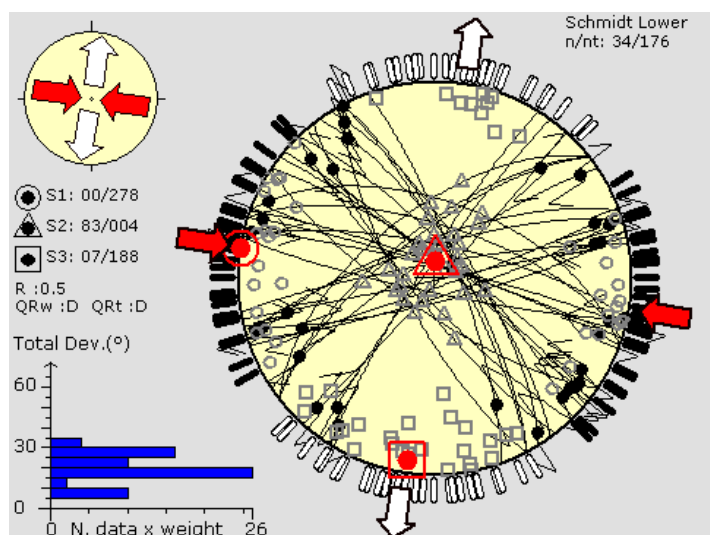 Schmidt Lower
n/nt: 34/176
S1: 00/278
S2: 83/004
S3: 07/188
R :0.5
QRw :D QRt :D
Total Dev.(°)
60
30
0
0 N. data x weight 26